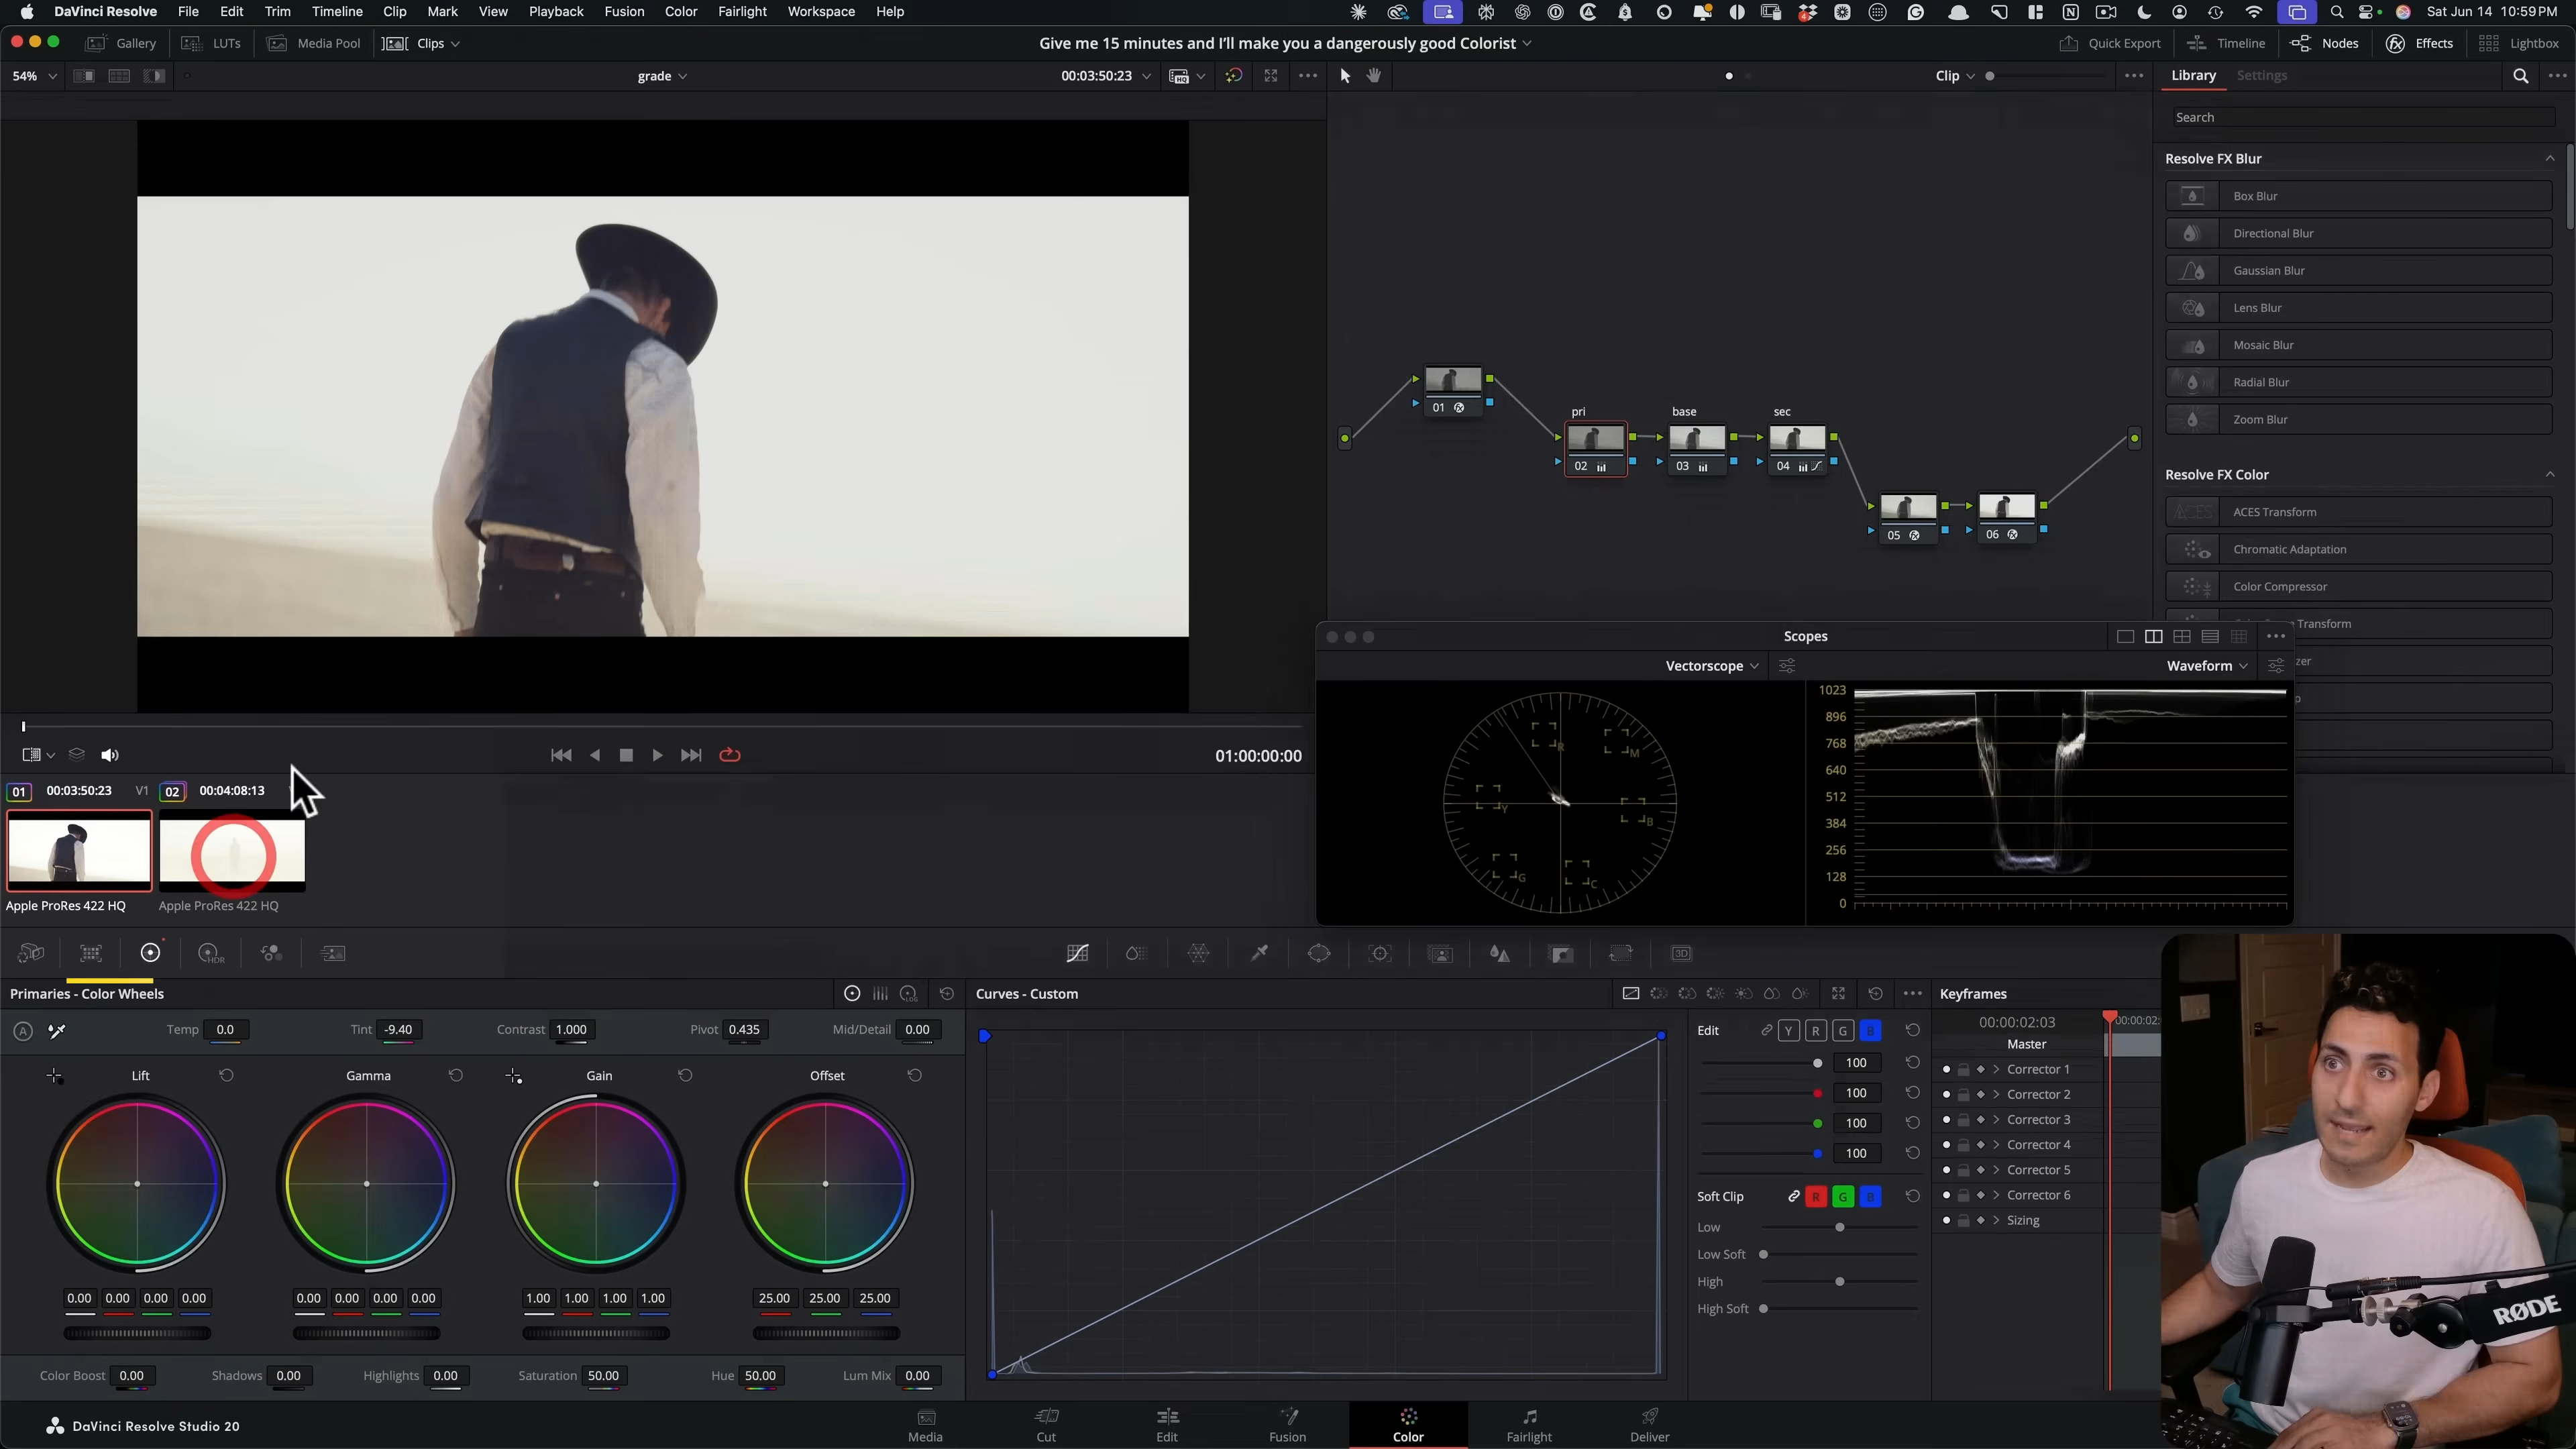 DaVinci Resolve File Edit Trim Timeline Clip Mark View Playback Fusion Color Fairlight Workspace Help
Sat Jun 14 10:59 PM
Gallery LUTs Media Pool Clips
Give me 15 minutes and I'll make you a dangerously good Colorist
Quick Export Timeline Nodes Effects Lightbox
54%
grade
00:03:50:23
HQ
Clip
Library Settings
Search
Resolve FX Blur
Box Blur
Directional Blur
Gaussian Blur
Lens Blur
Mosaic Blur
Radial Blur
Zoom Blur
Resolve FX Color
ACES Transform
Chromatic Adaptation
Color Compressor
Transform
zer
p
01
pri
02
base
03
sec
04
05
06
Scopes
Vectorscope
Waveform
R
M
Y
B
G
C
1023
896
768
640
512
384
256
128
0
01:00:00:00
01 00:03:50:23 V1
02 00:04:08:13
Apple ProRes 422 HQ
Apple ProRes 422 HQ
HDR
3D
Primaries - Color Wheels
LOG
A
Temp 0.0
Tint -9.40
Contrast 1.000
Pivot 0.435
Mid/Detail 0.00
Lift
Gamma
Gain
Offset
0.00 0.00 0.00 0.00
0.00 0.00 0.00 0.00
1.00 1.00 1.00 1.00
25.00 25.00 25.00
Color Boost 0.00
Shadows 0.00
Highlights 0.00
Saturation 50.00
Hue 50.00
Lum Mix 0.00
Curves - Custom
Edit Y R G B
100
100
100
100
Soft Clip R G B
Low
Low Soft
High
High Soft
Keyframes
00:00:02:03
00:00:02:
Master
Corrector 1
Corrector 2
Corrector 3
Corrector 4
Corrector 5
Corrector 6
Sizing
RØDE
DaVinci Resolve Studio 20
Media Cut Edit Fusion Color Fairlight Deliver